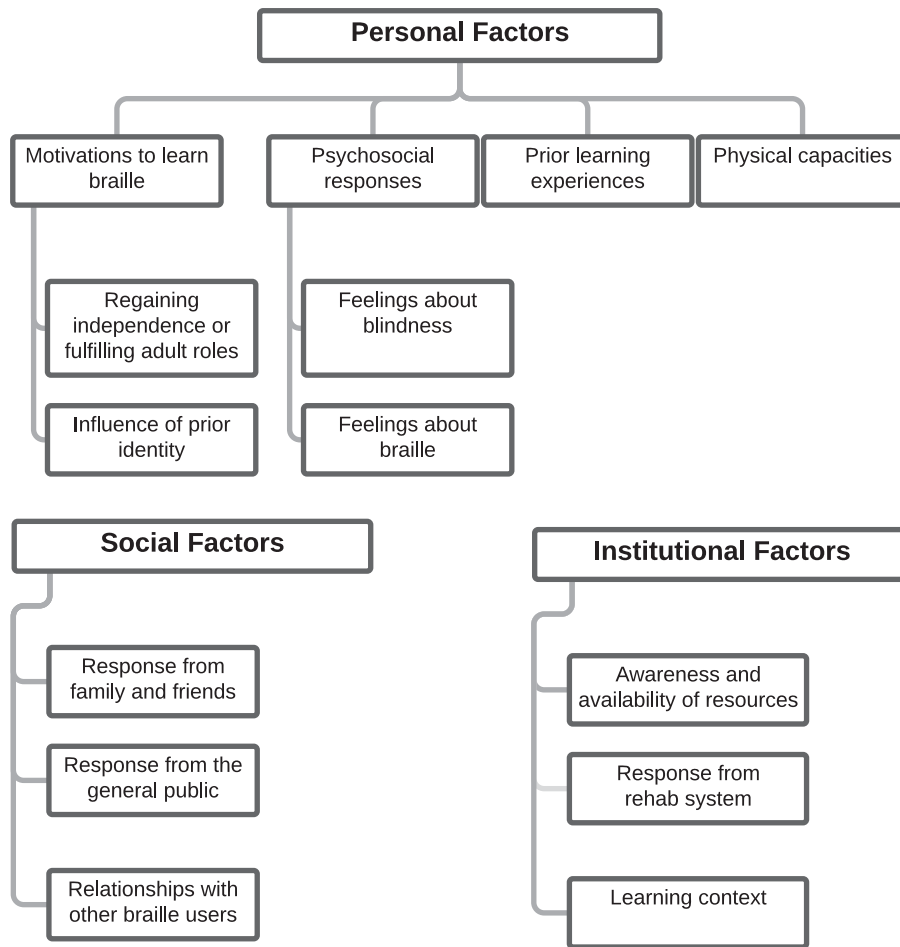 Personal Factors
Motivations to learn
braille
Psychosocial
responses
Prior learning
experiences
Physical capacities
Regaining
independence or
fulfilling adult roles
Influence of prior
identity
Feelings about
blindness
Feelings about
braille
Social Factors
Response from
family and friends
Response from the
general public
Relationships with
other braille users
Institutional Factors
Awareness and
availability of resources
Response from
rehab system
Learning context